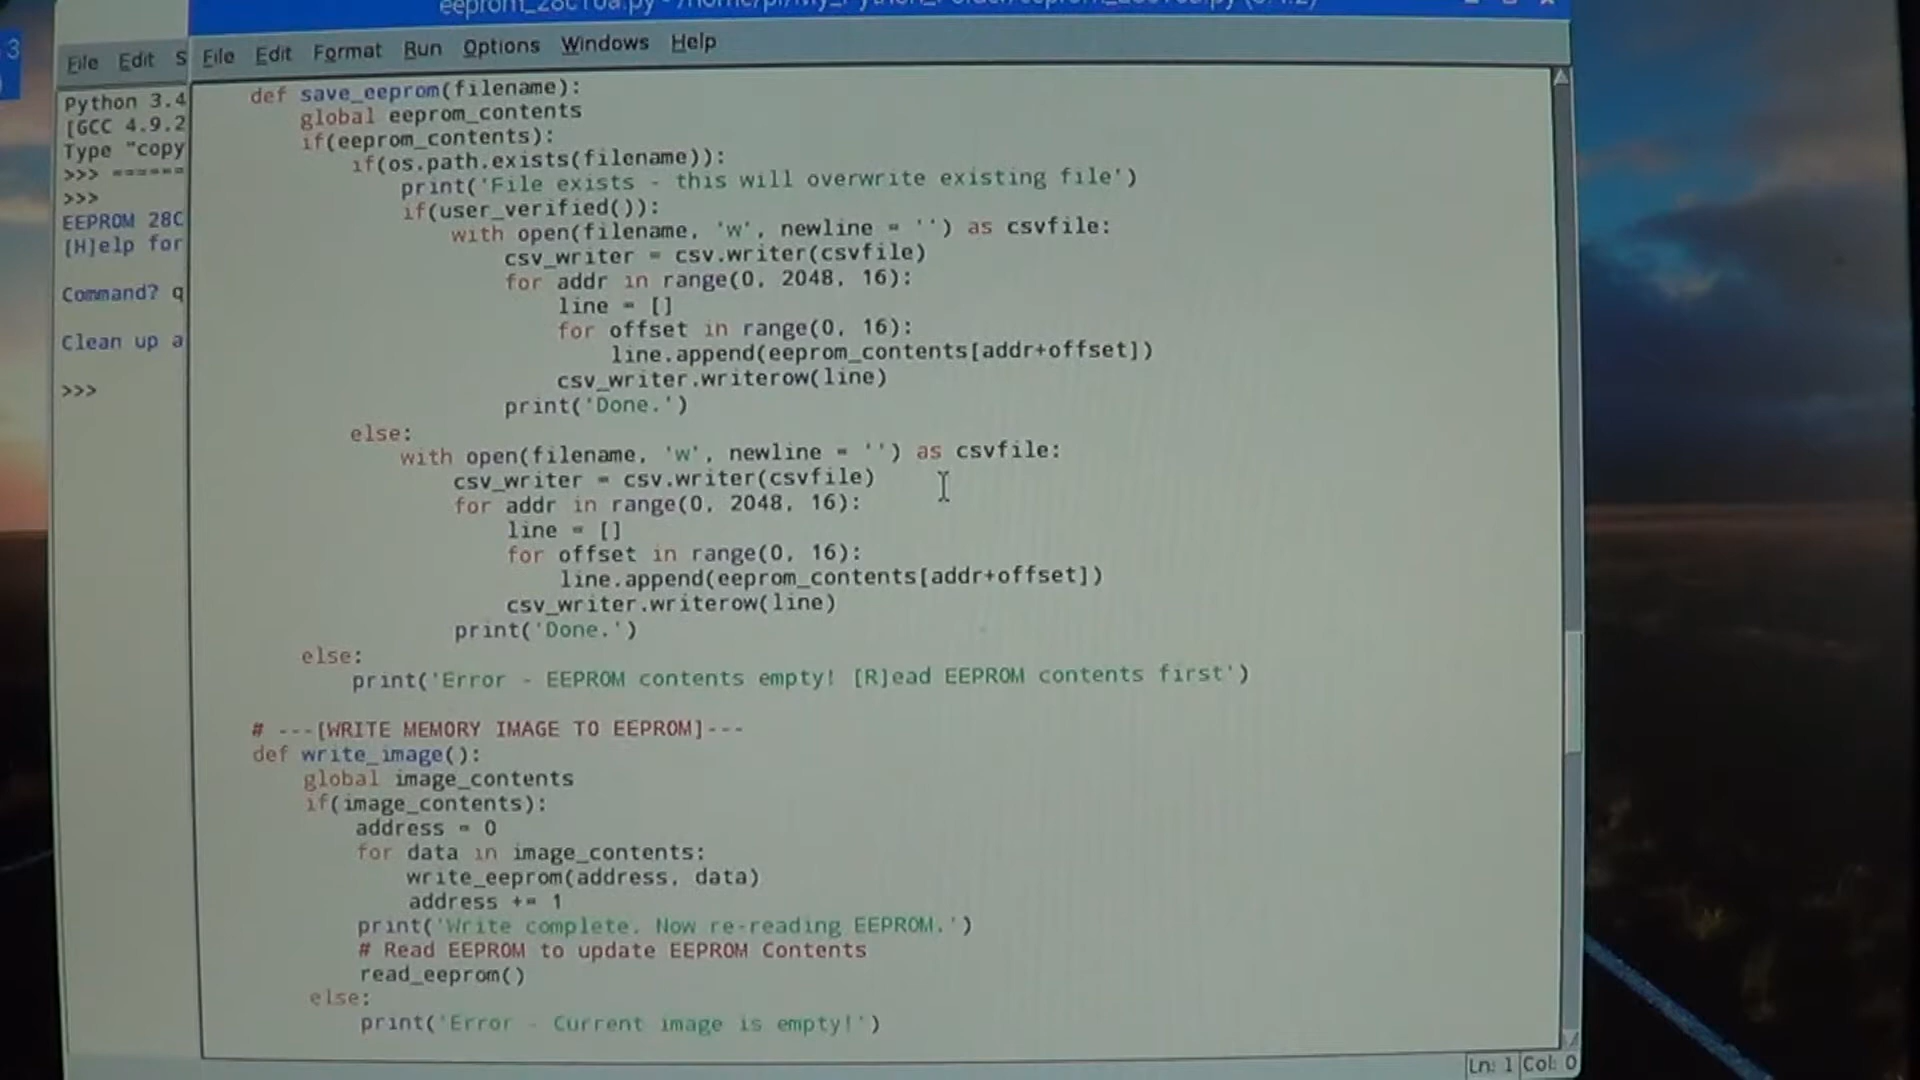 3
File Edit S
Python 3.4
[GCC 4.9.2
Type "copy
>>> ======
>>>
EEPROM 28C
[H]elp for
Command? q
Clean up a
>>>
File Edit Format Run Options Windows Help
def save_eeprom(filename):
global eeprom_contents
if(eeprom_contents):
if(os.path.exists(filename)):
print('File exists - this will overwrite existing file')
if(user_verified()):
with open(filename, 'w', newline = '') as csvfile:
csv_writer = csv.writer(csvfile)
for addr in range(0, 2048, 16):
line = []
for offset in range(0, 16):
line.append(eeprom_contents[addr+offset])
csv_writer.writerow(line)
print('Done.')
else:
with open(filename, 'w', newline = '') as csvfile:
csv_writer = csv.writer(csvfile)
for addr in range(0, 2048, 16):
line = []
for offset in range(0, 16):
line.append(eeprom_contents[addr+offset])
csv_writer.writerow(line)
print('Done.')
else:
print('Error - EEPROM contents empty! [R]ead EEPROM contents first')
# ---[WRITE MEMORY IMAGE TO EEPROM]---
def write_image():
global image_contents
if(image_contents):
address = 0
for data in image_contents:
write_eeprom(address, data)
address += 1
print('Write complete. Now re-reading EEPROM.')
# Read EEPROM to update EEPROM Contents
read_eeprom()
else:
print('Error - Current image is empty!')
Ln: 1 Col: 0